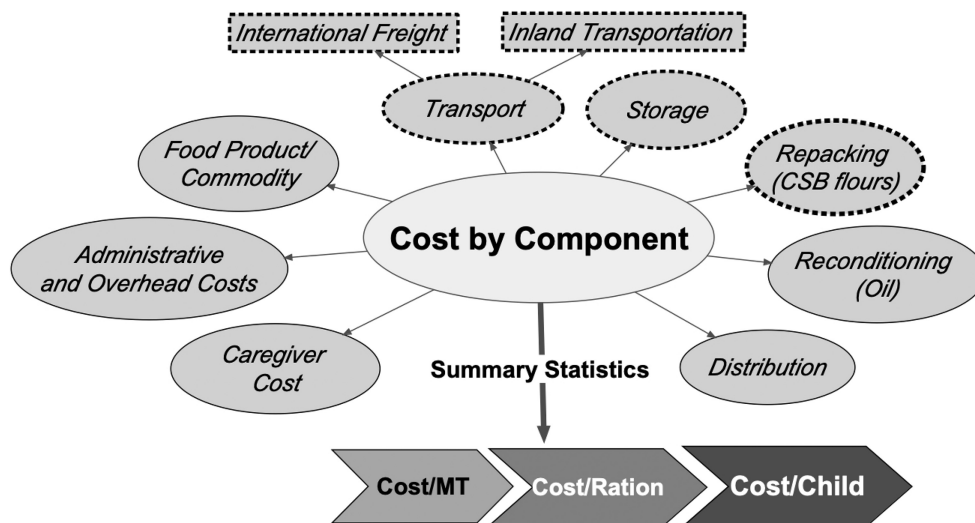 International Freight
Inland Transportation
Transport
Storage
Food Product/
Commodity
Repacking
(CSB flours)
Cost by Component
Administrative
and Overhead Costs
Reconditioning
(Oil)
Caregiver
Cost
Summary Statistics
Distribution
Cost/MT
Cost/Ration
Cost/Child